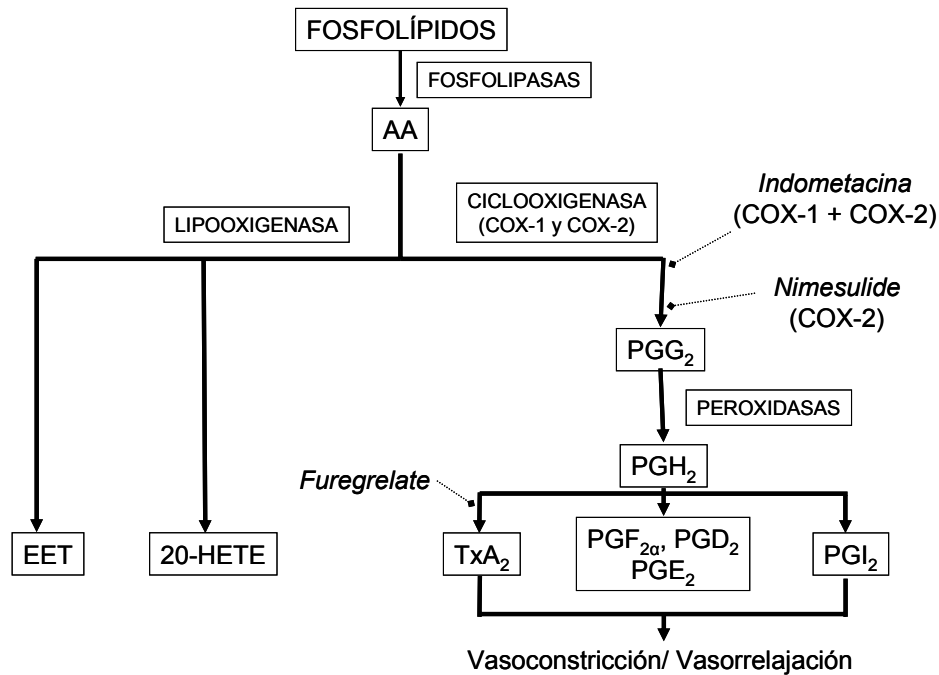 FOSFOLÍPIDOS
FOSFOLIPASAS
AA
LIPOOXIGENASA
CICLOOXIGENASA
(COX-1 y COX-2)
Indometacina
(COX-1 + COX-2)
Nimesulide
(COX-2)
PGG₂
PEROXIDASAS
PGH₂
Furegrelate
EET
20-HETE
TxA₂
PGF₂α, PGD₂
PGE₂
PGI₂
Vasoconstricción/ Vasorrelajación